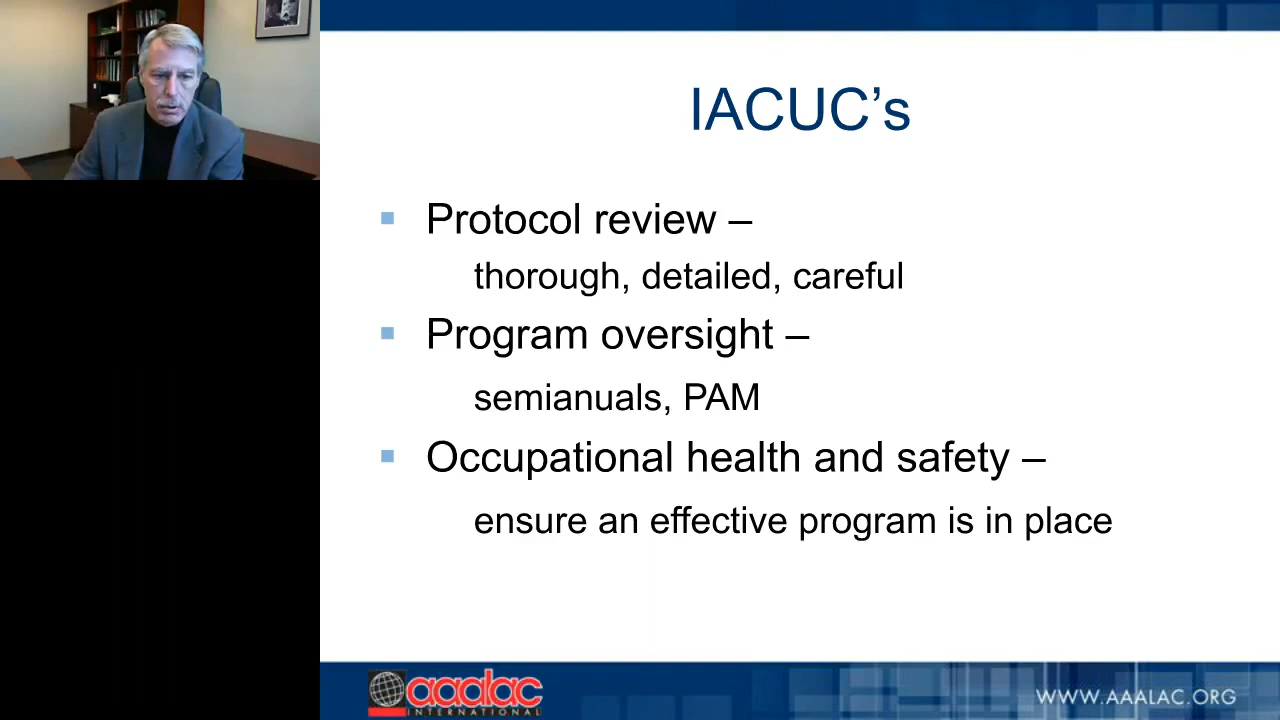 IACUC’s
Protocol review –
thorough, detailed, careful
Program oversight –
semianuals, PAM
Occupational health and safety –
ensure an effective program is in place
aaalac
INTERNATIONAL
WWW.AAALAC.ORG